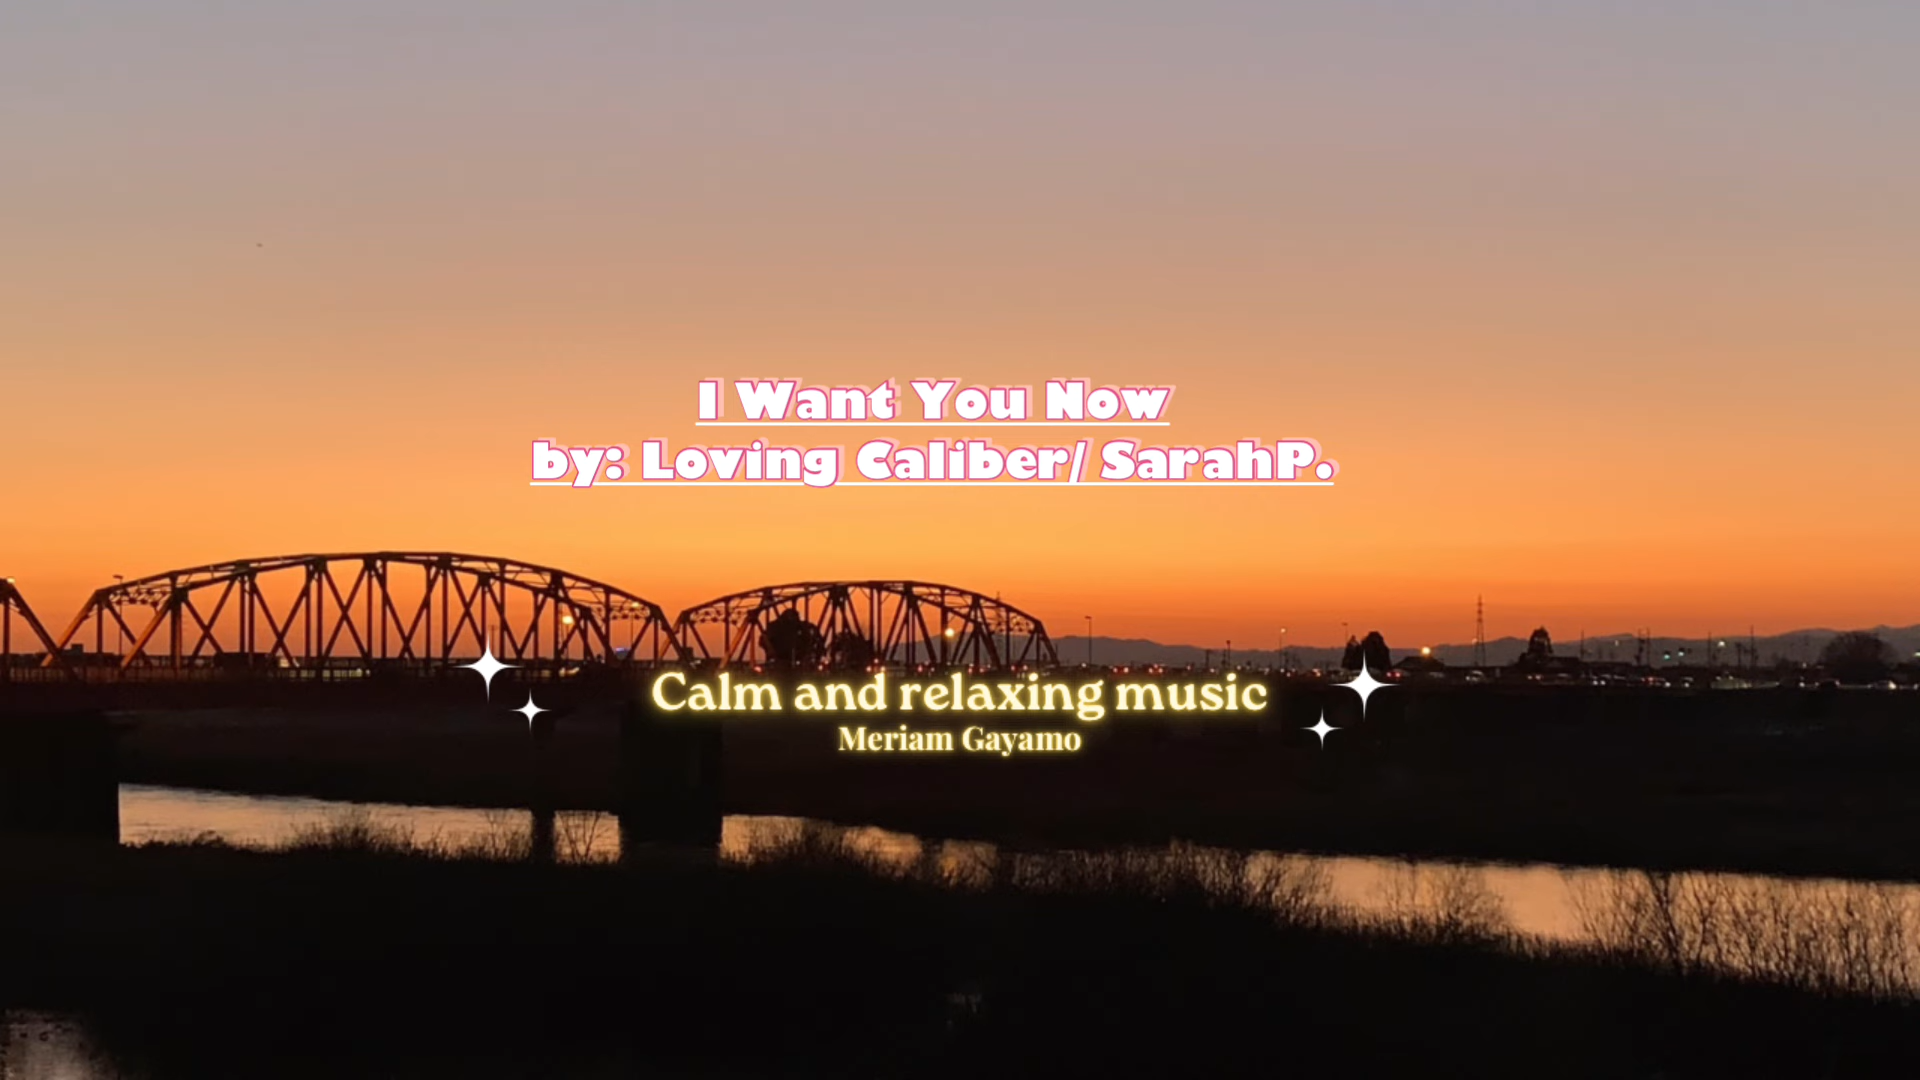 I Want You Now
by: Loving Caliber/ SarahP.
Calm and relaxing music
Meriam Gayamo